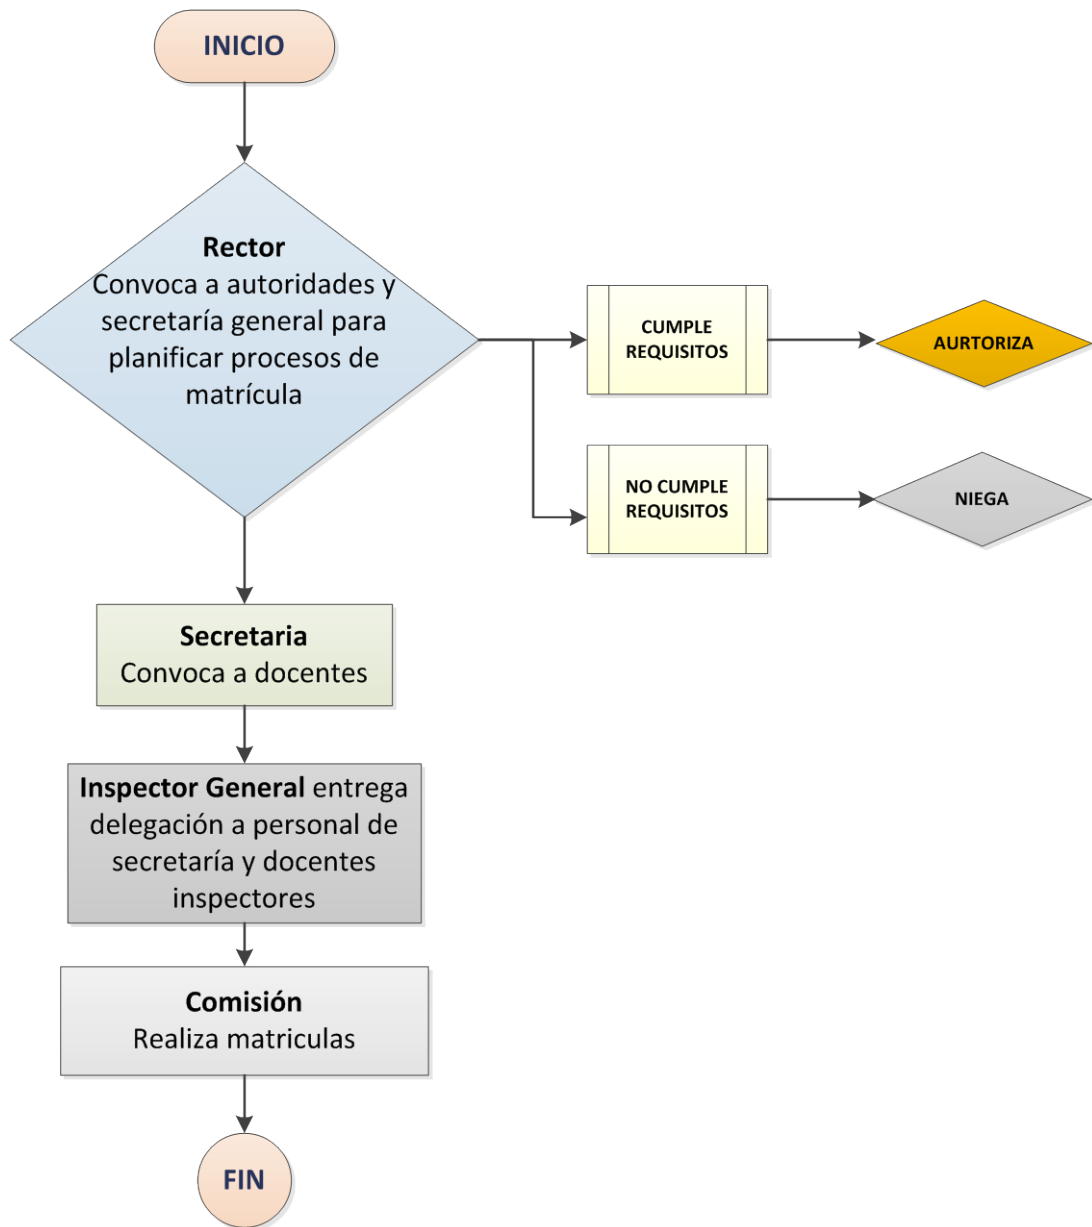 INICIO
Rector
Convoca a autoridades y
secretaría general para
planificar procesos de
matrícula
CUMPLE
REQUISITOS
AURTORIZA
NO CUMPLE
REQUISITOS
NIEGA
Secretaria
Convoca a docentes
Inspector General entrega
delegación a personal de
secretaría y docentes
inspectores
Comisión
Realiza matriculas
FIN